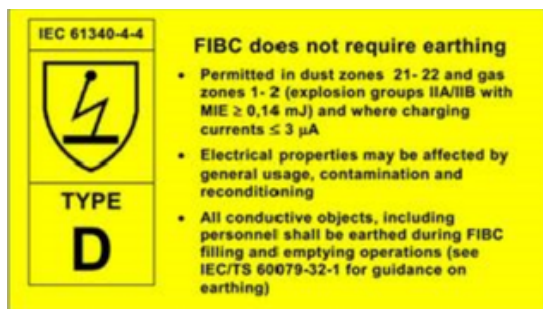 IEC 61340-4-4
TYPE
D
FIBC does not require earthing
• Permitted in dust zones 21- 22 and gas
zones 1- 2 (explosion groups IIA/IIB with
MIE ≥ 0,14 mJ) and where charging
currents ≤ 3 µA
• Electrical properties may be affected by
general usage, contamination and
reconditioning
• All conductive objects, including
personnel shall be earthed during FIBC
filling and emptying operations (see
IEC/TS 60079-32-1 for guidance on
earthing)